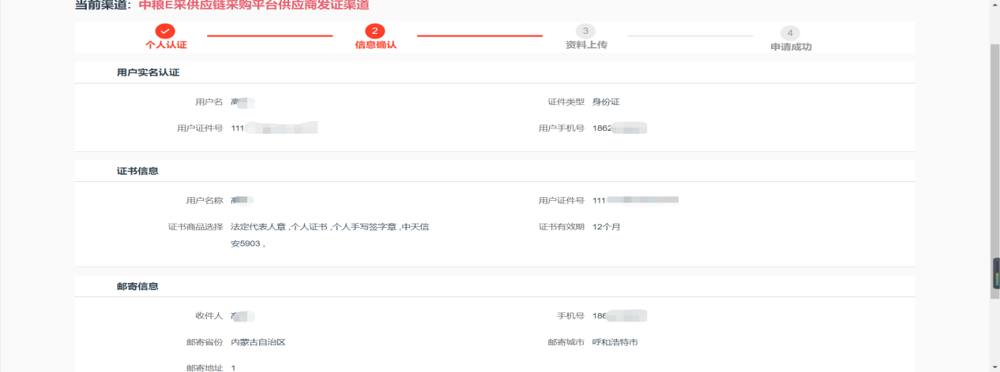 当前渠道：中粮E采供应链采购平台供应商发证渠道
2 3 4
个人认证 信息确认 资料上传 申请成功
用户实名认证
用户名 证件类型 身份证
用户证件号 111 用户手机号 1862
证书信息
用户名称 用户证件号 111
证书商品选择 法定代表人章 ,个人证书 ,个人手写签字章 ,中天信 证书有效期 12个月
安5903 ,
邮寄信息
收件人 手机号 186
邮寄省份 内蒙古自治区 邮寄城市 呼和浩特市
邮寄地址 1